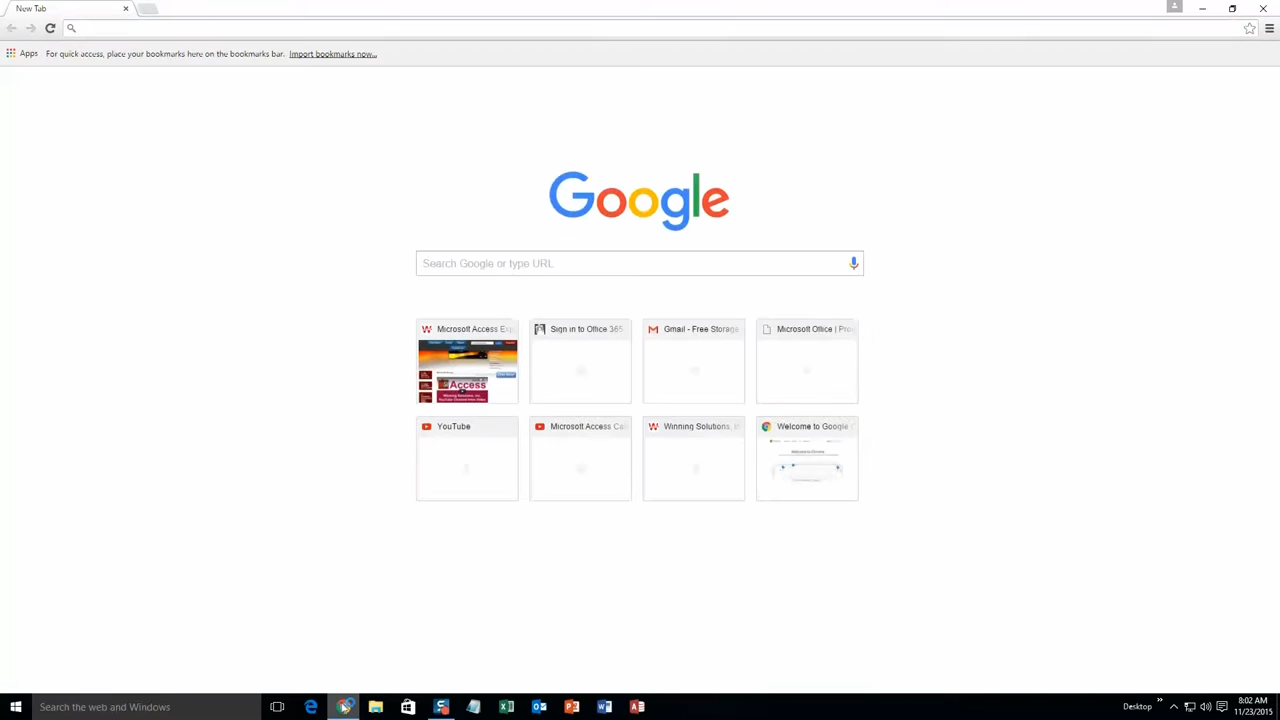 New Tab
Apps For quick access, place your bookmarks here on the bookmarks bar. Import bookmarks now...
Google
Search Google or type URL
Microsoft Access Exp
Sign in to Office 365
Gmail - Free Storage
Microsoft Office | Prog
Access
YouTube
Microsoft Access
Winning Solutions, I
Welcome to Google C
Search the web and Windows
Desktop
8:02 AM
11/23/2015